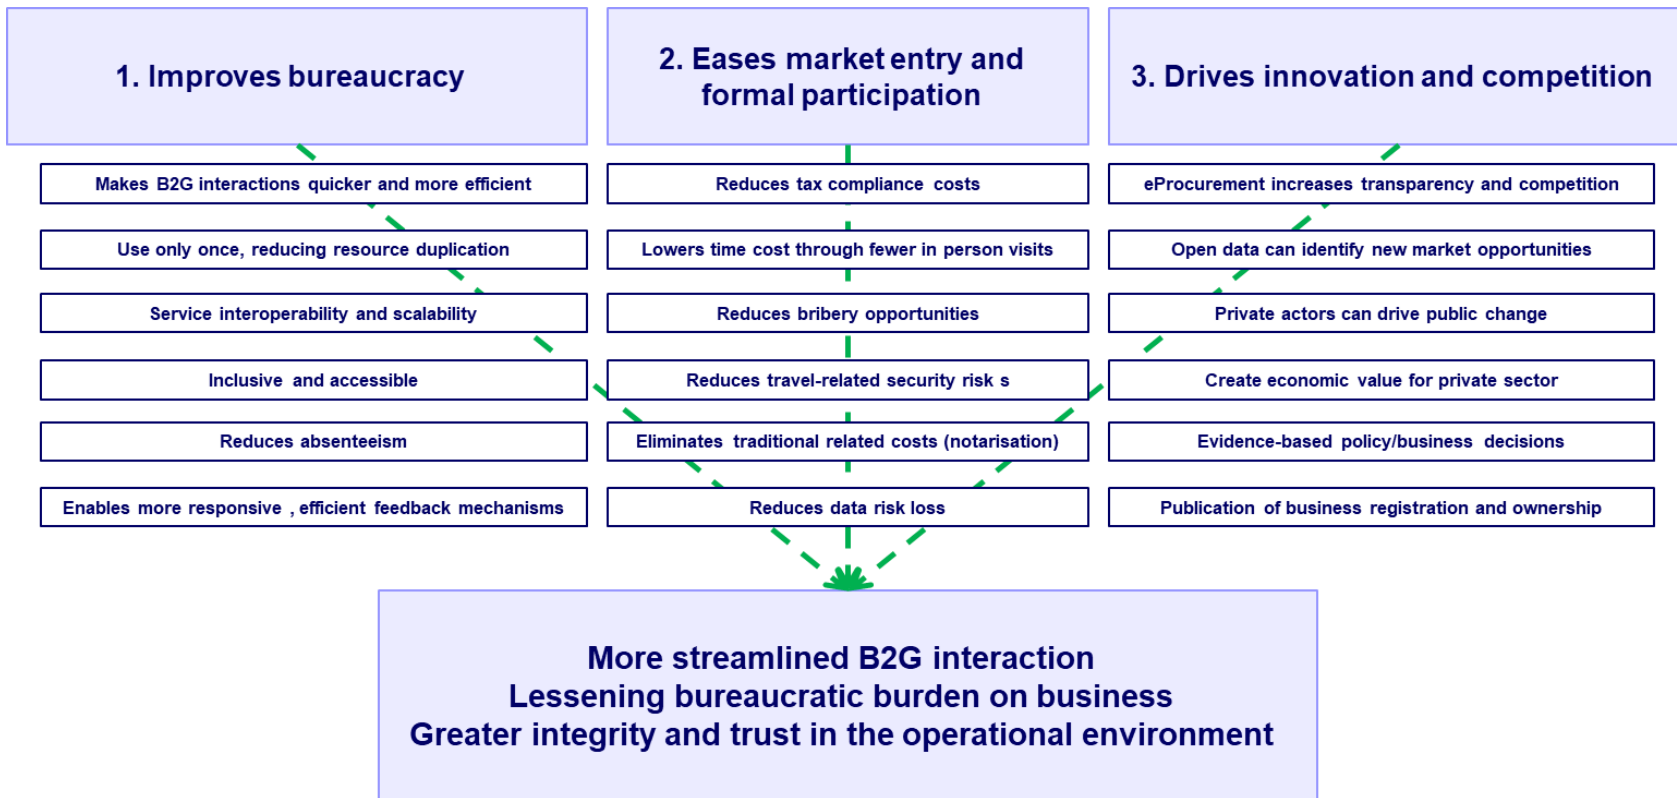 1. Improves bureaucracy
Makes B2G interactions quicker and more efficient
Use only once, reducing resource duplication
Service interoperability and scalability
Inclusive and accessible
Reduces absenteeism
Enables more responsive , efficient feedback mechanisms
2. Eases market entry and
formal participation
Reduces tax compliance costs
Lowers time cost through fewer in person visits
Reduces bribery opportunities
Reduces travel-related security risk s
Eliminates traditional related costs (notarisation)
Reduces data risk loss
3. Drives innovation and competition
eProcurement increases transparency and competition
Open data can identify new market opportunities
Private actors can drive public change
Create economic value for private sector
Evidence-based policy/business decisions
Publication of business registration and ownership
More streamlined B2G interaction
Lessening bureaucratic burden on business
Greater integrity and trust in the operational environment